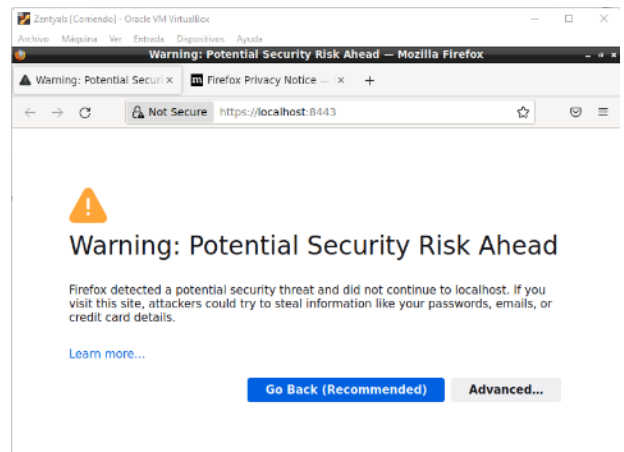 Zentyals [Corriendo] - Oracle VM VirtualBox
Archivo Máquina Ver Entrada Dispositivos Ayuda
Warning: Potential Security Risk Ahead — Mozilla Firefox
Warning: Potential Securi × m Firefox Privacy Notice — × +
Not Secure https://localhost:8443
Warning: Potential Security Risk Ahead
Firefox detected a potential security threat and did not continue to localhost. If you
visit this site, attackers could try to steal information like your passwords, emails, or
credit card details.
Learn more...
Go Back (Recommended) Advanced...